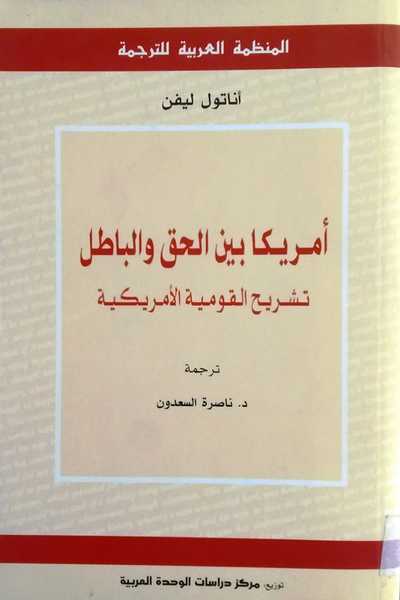 المنظمة العربية للترجمة
أناتول ليفن
أمريكا بين الحق والباطل
تشريح القومية الأمريكية
ترجمة
د. ناصرة السعدون
توزيع: مركز دراسات الوحدة العربية